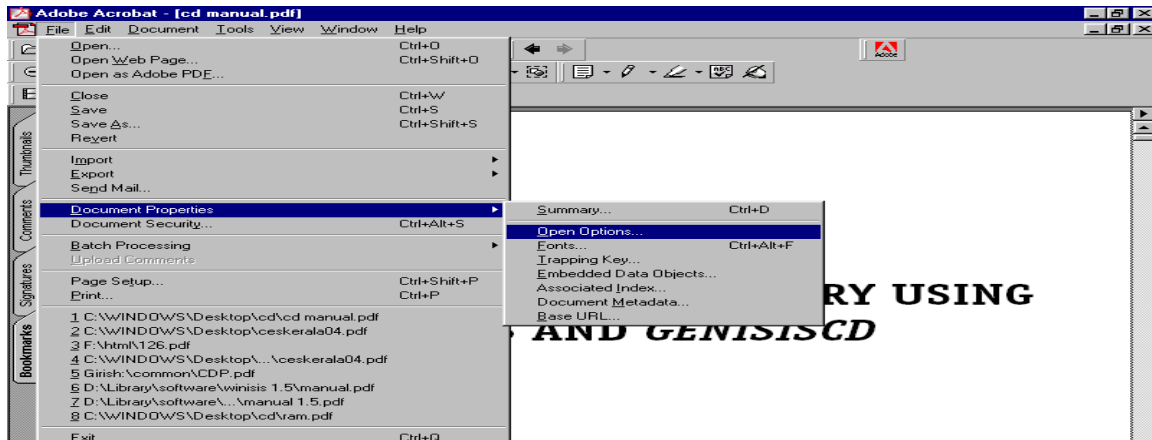 Adobe Acrobat - [cd manual.pdf]
File Edit Document Tools View Window Help
Open... Ctrl+O
Open Web Page... Ctrl+Shift+O
Open as Adobe PDF...
Close Ctrl+W
Save Ctrl+S
Save As... Ctrl+Shift+S
Revert
Import
Export
Send Mail...
Document Properties
Document Security... Ctrl+Alt+S
Batch Processing
Upload Comments
Page Setup... Ctrl+Shift+P
Print... Ctrl+P
1 C:\WINDOWS\Desktop\cd\cd manual.pdf
2 C:\WINDOWS\Desktop\ceskerala04.pdf
3 F:\html\126.pdf
4 C:\WINDOWS\Desktop\...\ceskerala04.pdf
5 Girish:\common\CDP.pdf
6 D:\Library\software\winisis 1.5\manual.pdf
7 D:\Library\software\...\manual 1.5.pdf
8 C:\WINDOWS\Desktop\cd\ram.pdf
Exit Ctrl+Q
Summary... Ctrl+D
Open Options...
Fonts... Ctrl+Alt+F
Trapping Key...
Embedded Data Objects...
Associated Index...
Document Metadata...
Base URL...
Thumbnails
Comments
Signatures
Bookmarks
Adobe
RY USING
AND GENISISCD